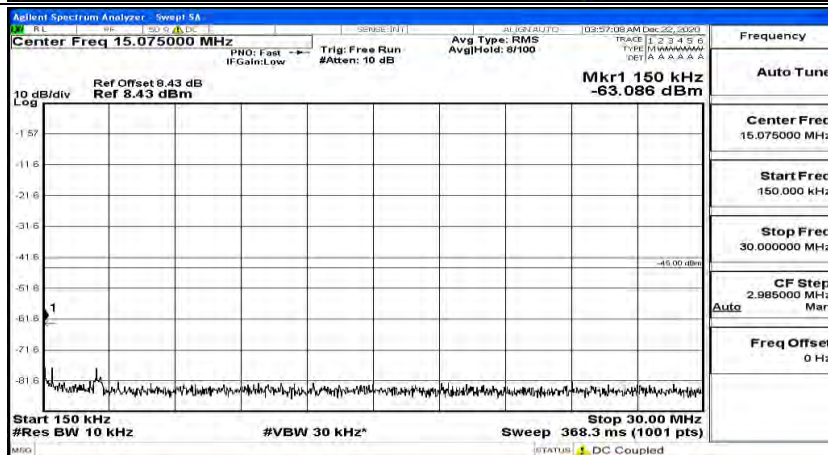 Agilent Spectrum Analyzer - Swept SA
RL RF 50 Ω DC SENSE:INT ALIGN AUTO 03:57:08 AM Dec 22, 2020
Center Freq 15.075000 MHz
PNO: Fast
IFGain:Low
Trig: Free Run
#Atten: 10 dB
Avg Type: RMS
Avg|Hold: 8/100
TRACE 1 2 3 4 5 6
TYPE MWWWWW
DET A A A A A A
Ref Offset 8.43 dB
10 dB/div Ref 8.43 dBm
Log
Mkr1 150 kHz
-63.086 dBm
-1.57
-11.6
-21.6
-31.6
-41.6
-45.00 dBm
-51.6
1
-61.6
-71.6
-81.6
Start 150 kHz Stop 30.00 MHz
#Res BW 10 kHz #VBW 30 kHz* Sweep 368.3 ms (1001 pts)
MSG STATUS DC Coupled
Frequency
Auto Tune
Center Freq
15.075000 MHz
Start Freq
150.000 kHz
Stop Freq
30.000000 MHz
CF Step
2.985000 MHz
Auto Man
Freq Offset
0 Hz